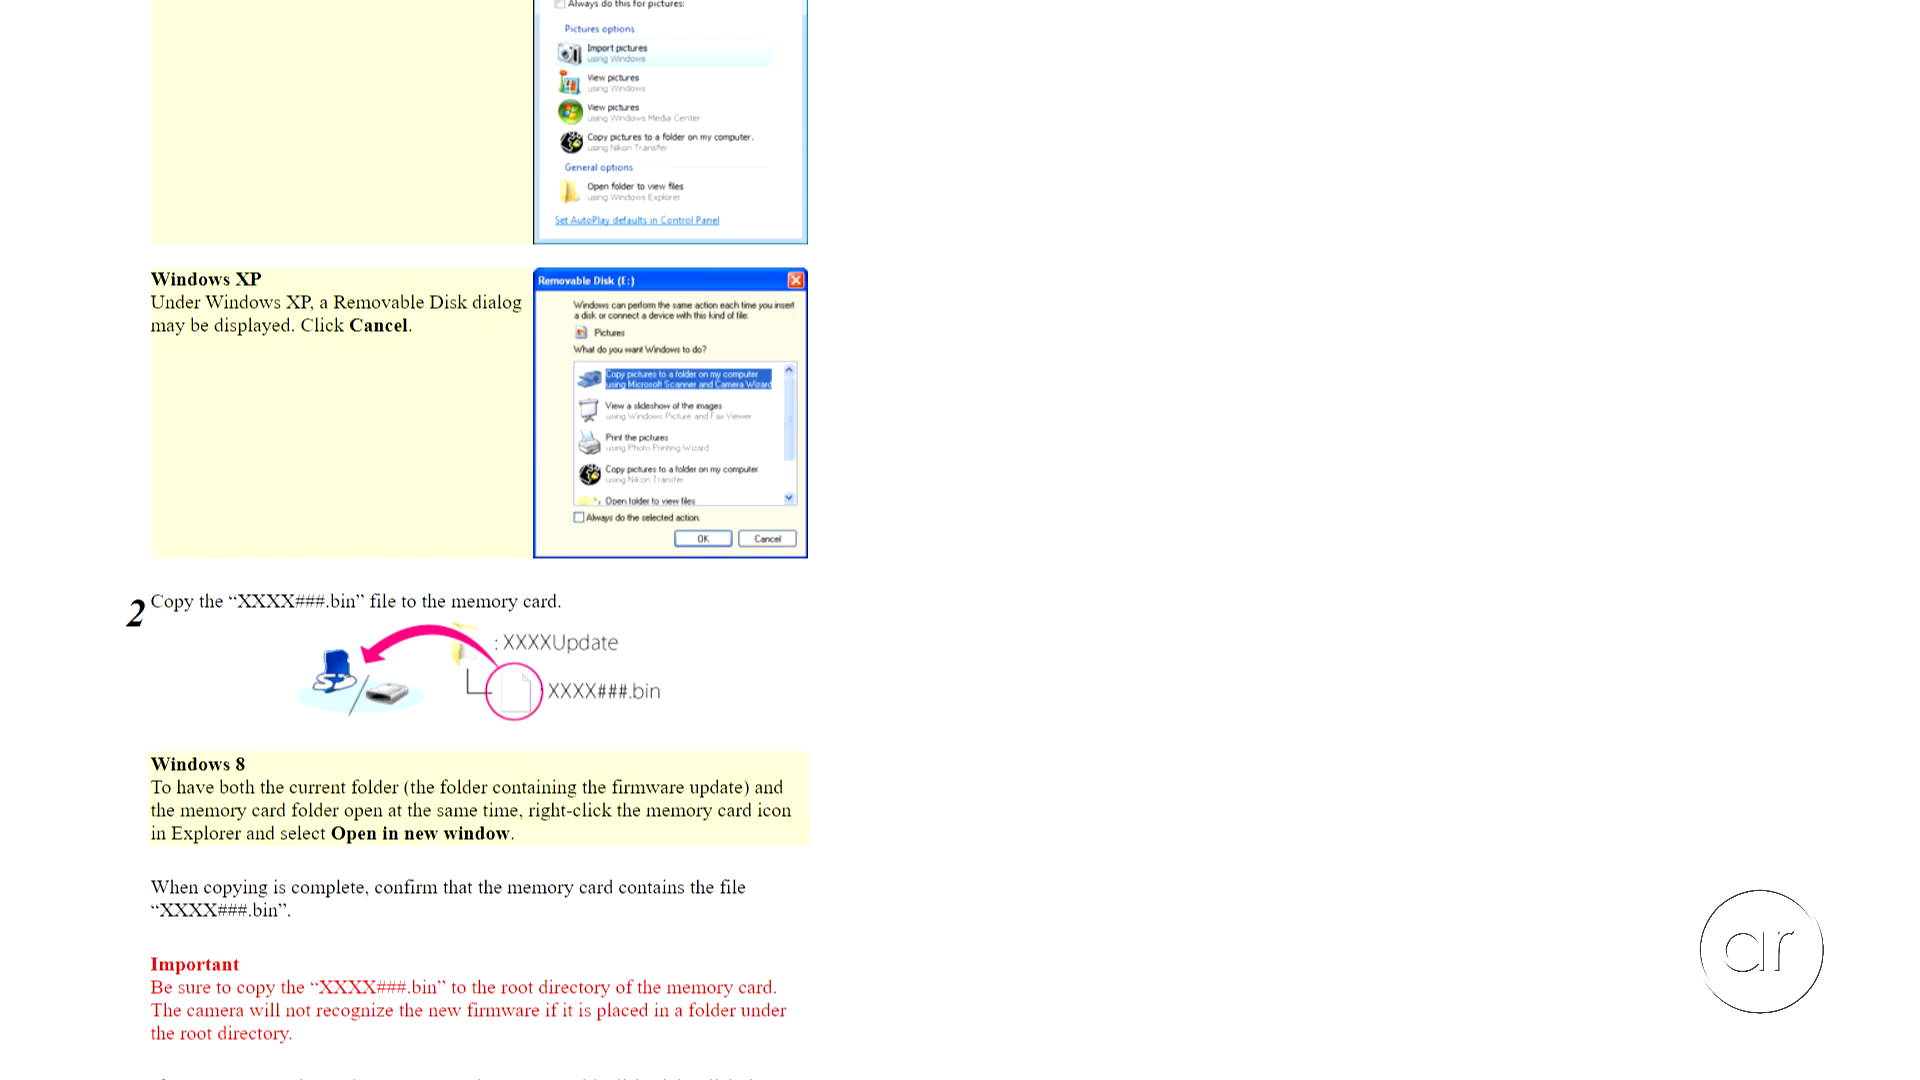 Always do this for pictures:
Pictures options
Import pictures
using Windows
View pictures
using Windows
View pictures
using Windows Media Center
Copy pictures to a folder on my computer.
using Nikon Transfer
General options
Open folder to view files
using Windows Explorer
Set AutoPlay defaults in Control Panel
Windows XP
Under Windows XP, a Removable Disk dialog
may be displayed. Click Cancel.
Removable Disk (E:)
Windows can perform the same action each time you insert
a disk or connect a device with this kind of file:
Pictures
What do you want Windows to do?
Copy pictures to a folder on my computer
using Microsoft Scanner and Camera Wizard
View a slideshow of the images
using Windows Picture and Fax Viewer
Print the pictures
using Photo Printing Wizard
Copy pictures to a folder on my computer.
using Nikon Transfer
Open folder to view files
Always do the selected action.
OK Cancel
2 Copy the “XXXX###.bin” file to the memory card.
: XXXXUpdate
XXXX###.bin
Windows 8
To have both the current folder (the folder containing the firmware update) and
the memory card folder open at the same time, right-click the memory card icon
in Explorer and select Open in new window.
When copying is complete, confirm that the memory card contains the file
“XXXX###.bin”.
Important
Be sure to copy the “XXXX###.bin” to the root directory of the memory card.
The camera will not recognize the new firmware if it is placed in a folder under
the root directory.
ar